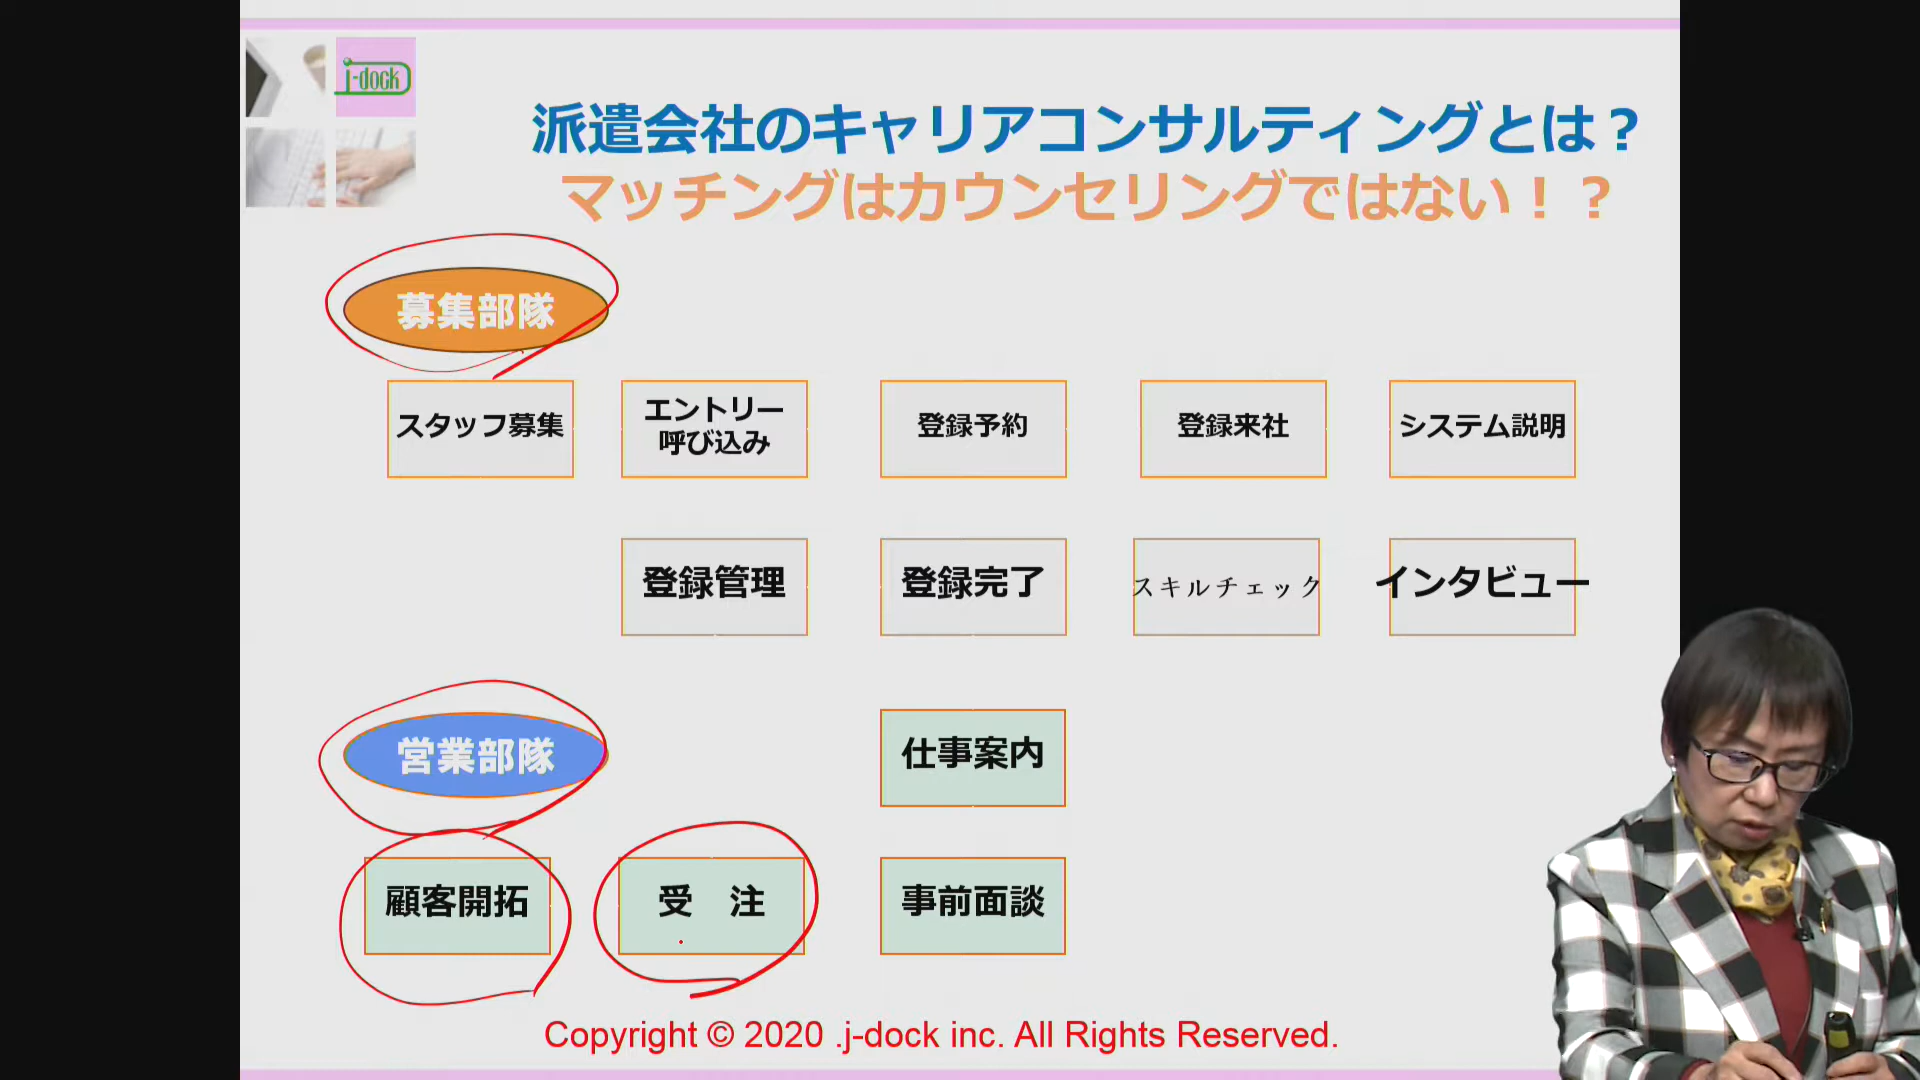 j-dock
派遣会社のキャリアコンサルティングとは？
マッチングはカウンセリングではない！？
募集部隊
スタッフ募集
エントリー
呼び込み
登録予約
登録来社
システム説明
登録管理
登録完了
スキルチェック
インタビュー
営業部隊
仕事案内
顧客開拓
受　注
事前面談
Copyright © 2020 .j-dock inc. All Rights Reserved.